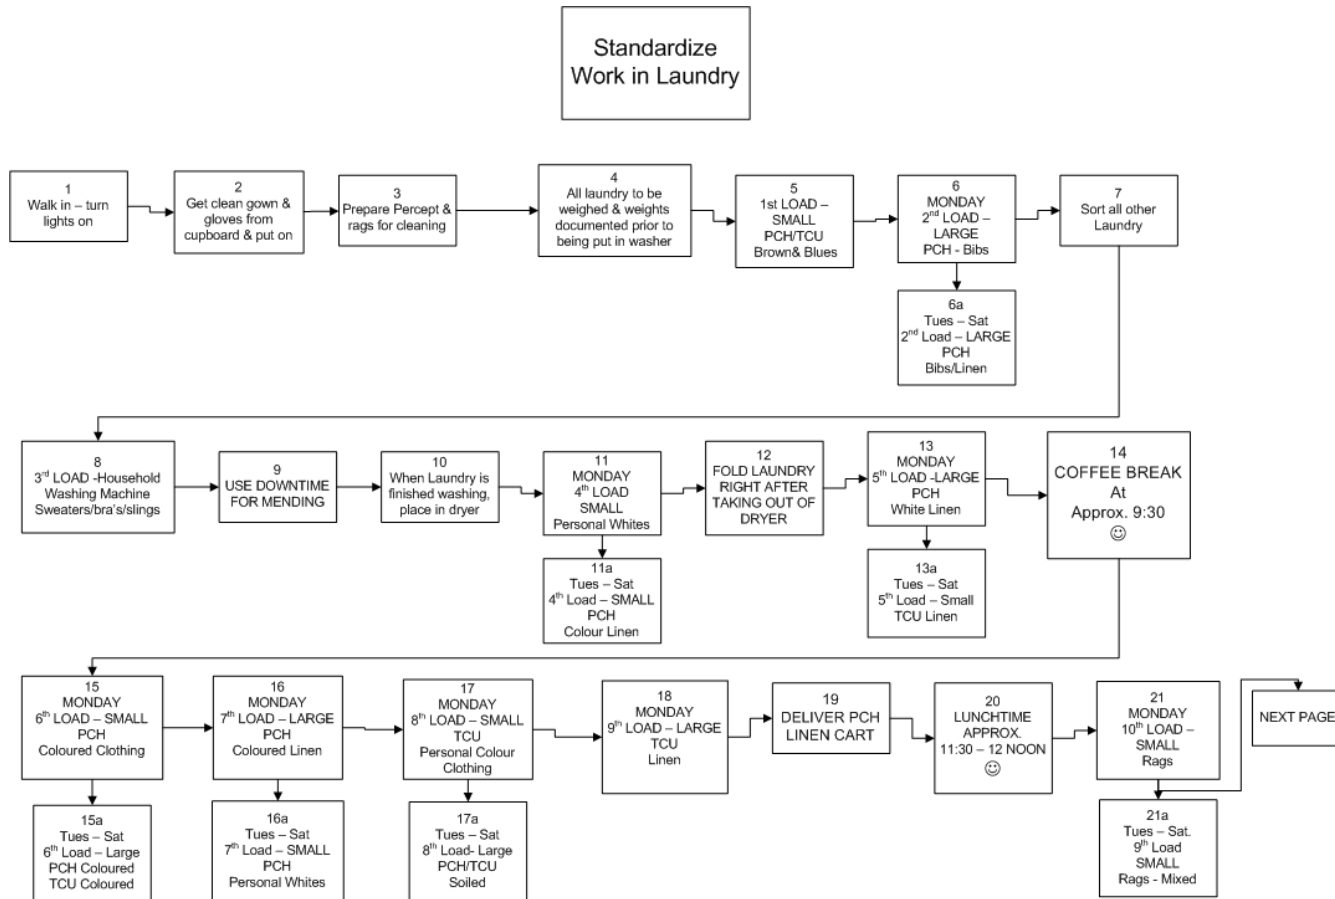 Standardize
Work in Laundry
1
Walk in – turn
lights on
2
Get clean gown &
gloves from
cupboard & put on
3
Prepare Percept &
rags for cleaning
4
All laundry to be
weighed & weights
documented prior to
being put in washer
5
1st LOAD –
SMALL
PCH/TCU
Brown& Blues
6
MONDAY
2nd LOAD –
LARGE
PCH - Bibs
7
Sort all other
Laundry
6a
Tues – Sat
2nd Load – LARGE
PCH
Bibs/Linen
8
3rd LOAD -Household
Washing Machine
Sweaters/bra's/slings
9
USE DOWNTIME
FOR MENDING
10
When Laundry is
finished washing,
place in dryer
11
MONDAY
4th LOAD
SMALL
Personal Whites
12
FOLD LAUNDRY
RIGHT AFTER
TAKING OUT OF
DRYER
13
MONDAY
5th LOAD -LARGE
PCH
White Linen
14
COFFEE BREAK
At
Approx. 9:30
☺
11a
Tues – Sat
4th Load – SMALL
PCH
Colour Linen
13a
Tues – Sat
5th Load – Small
TCU Linen
15
MONDAY
6th LOAD – SMALL
PCH
Coloured Clothing
16
MONDAY
7th LOAD – LARGE
PCH
Coloured Linen
17
MONDAY
8th LOAD – SMALL
TCU
Personal Colour
Clothing
18
MONDAY
9th LOAD – LARGE
TCU
Linen
19
DELIVER PCH
LINEN CART
20
LUNCHTIME
APPROX.
11:30 – 12 NOON
☺
21
MONDAY
10th LOAD –
SMALL
Rags
NEXT PAGE
15a
Tues – Sat
6th Load – Large
PCH Coloured
TCU Coloured
16a
Tues – Sat
7th Load – SMALL
PCH
Personal Whites
17a
Tues – Sat
8th Load- Large
PCH/TCU
Soiled
21a
Tues – Sat.
9th Load
SMALL
Rags - Mixed